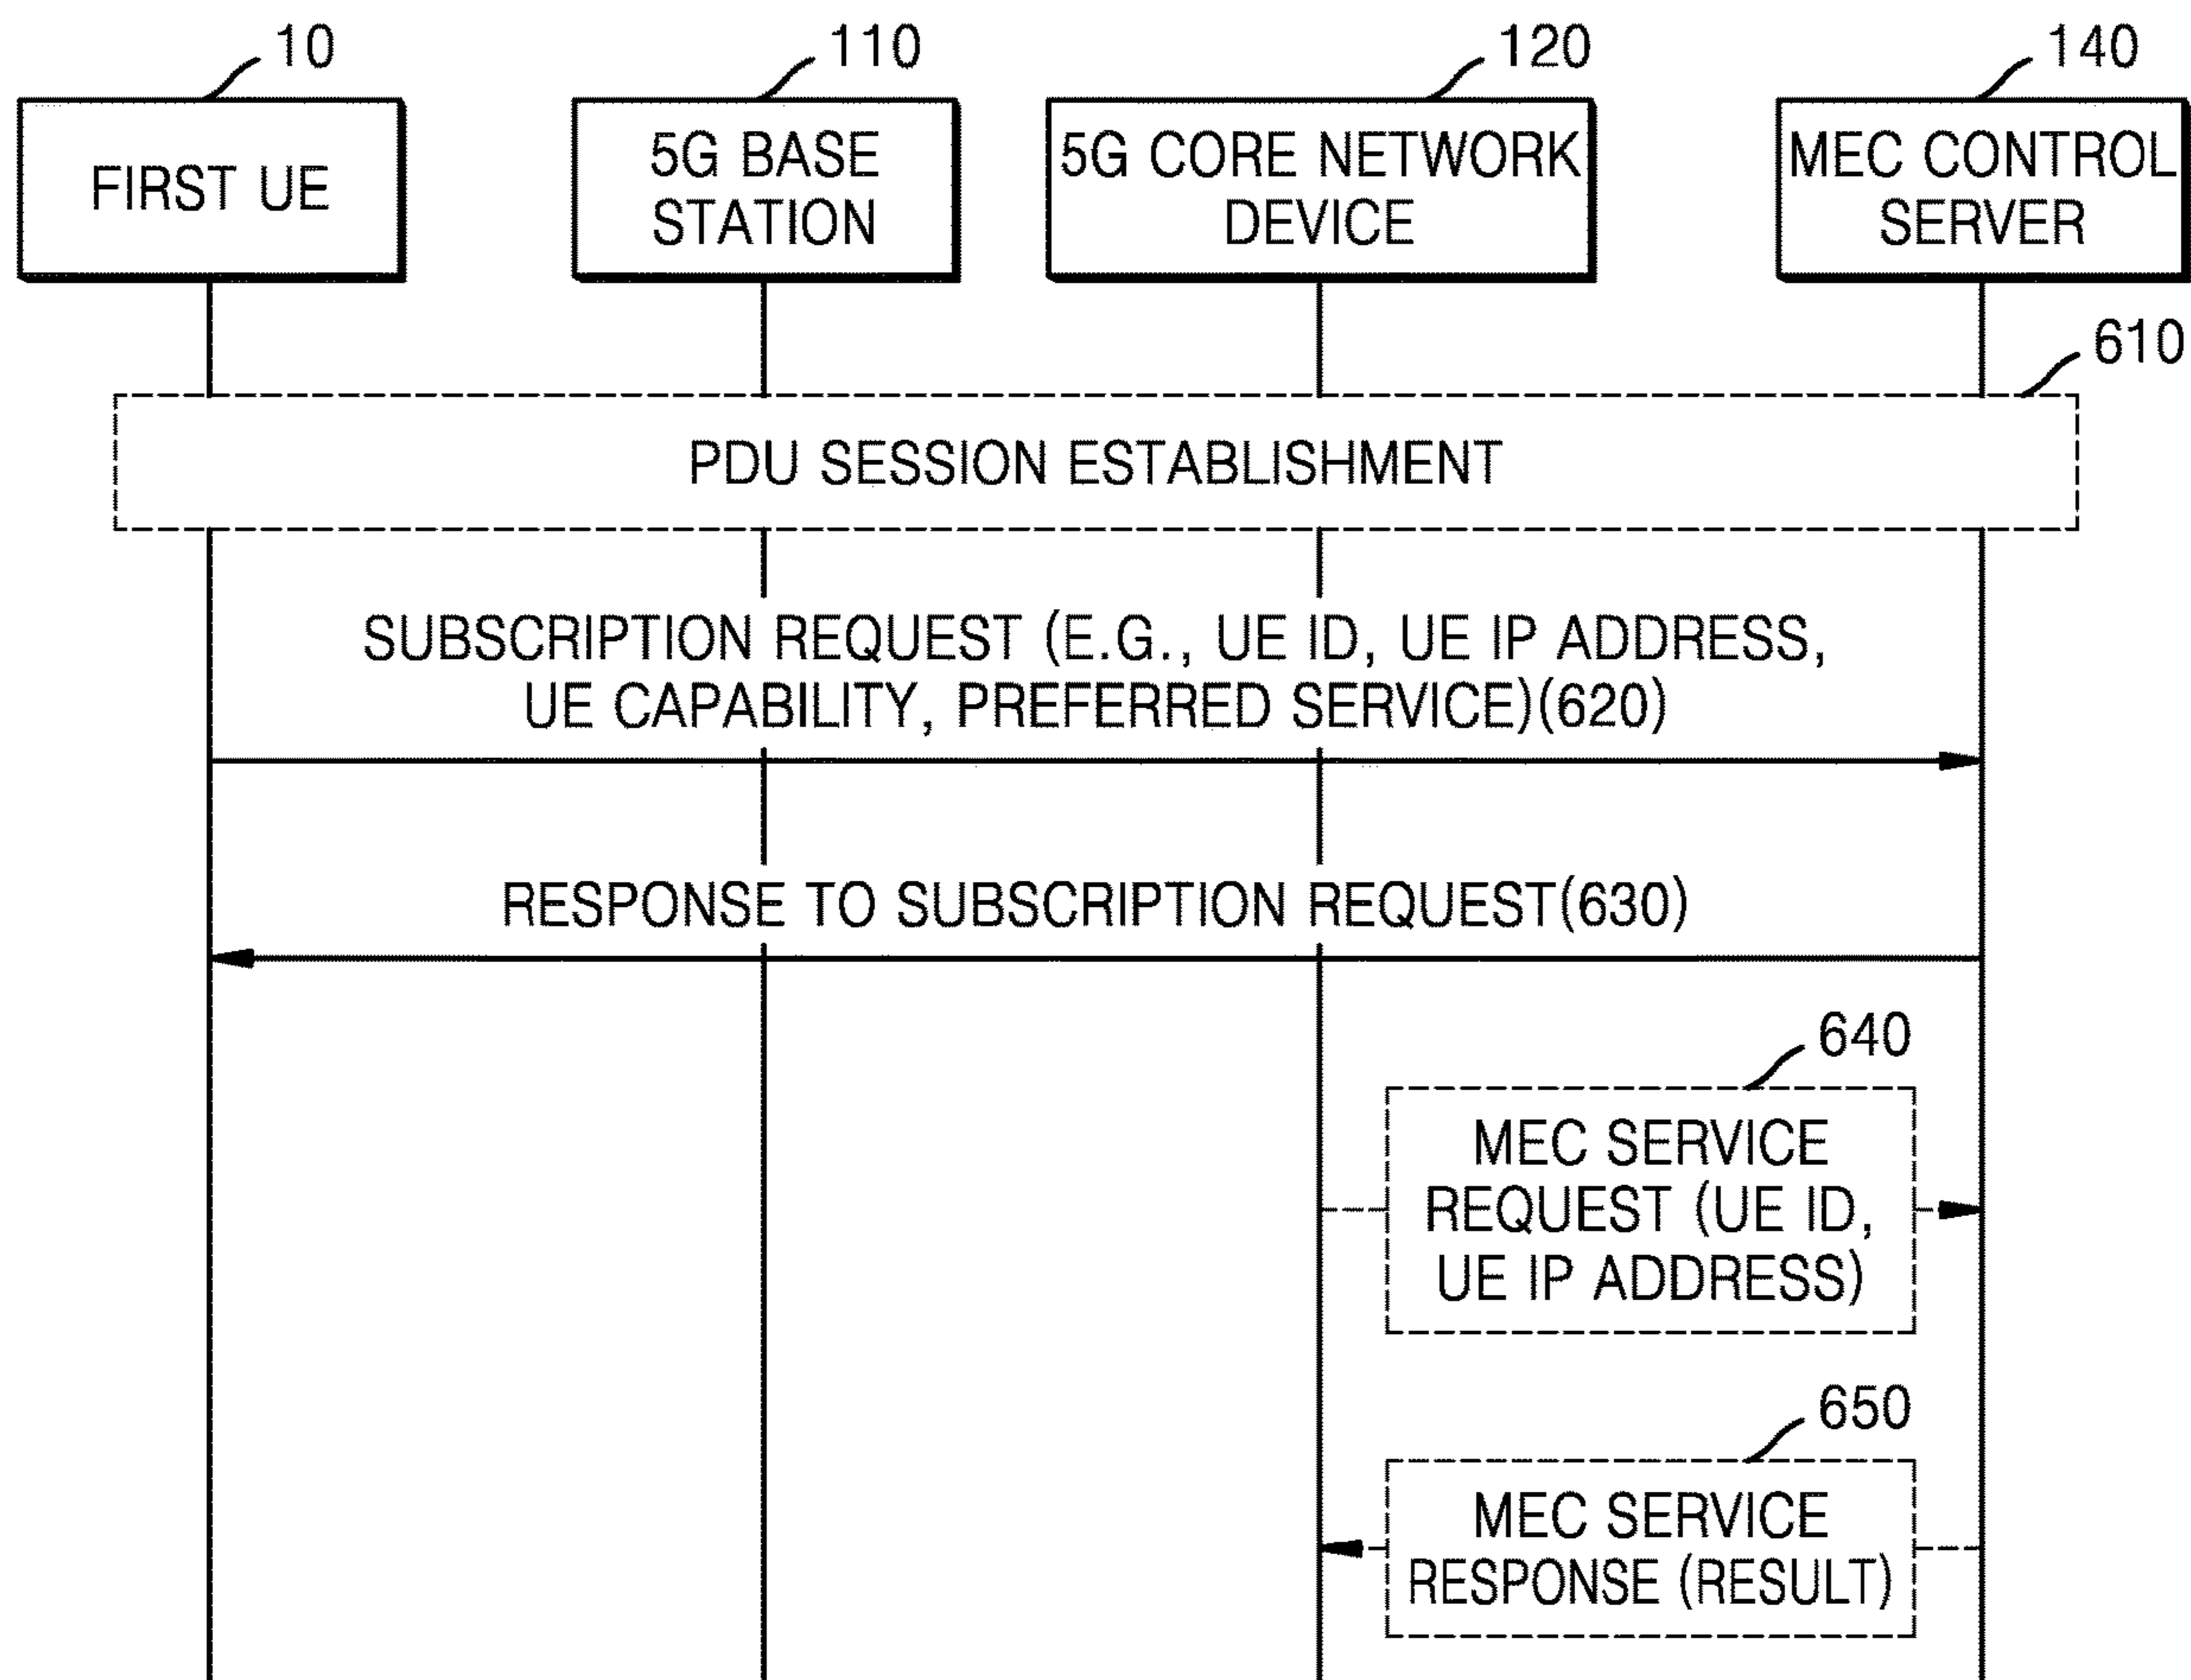 10
110
120
140
FIRST UE
5G BASE
STATION
5G CORE NETWORK
DEVICE
MEC CONTROL
SERVER
610
PDU SESSION ESTABLISHMENT
SUBSCRIPTION REQUEST (E.G., UE ID, UE IP ADDRESS,
UE CAPABILITY, PREFERRED SERVICE)(620)
RESPONSE TO SUBSCRIPTION REQUEST(630)
640
MEC SERVICE
REQUEST (UE ID,
UE IP ADDRESS)
650
MEC SERVICE
RESPONSE (RESULT)